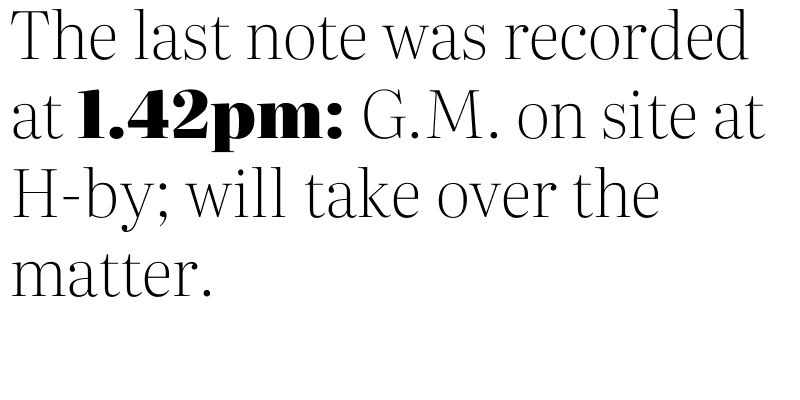 The last note was recorded
at 1.42pm: G.M. on site at
H-by; will take over the
matter.